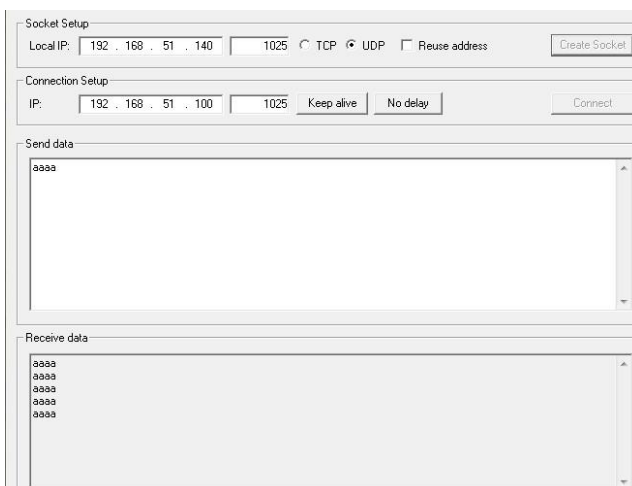 Socket Setup
Local IP: 192 . 168 . 51 . 140 1025 TCP UDP Reuse address Create Socket
Connection Setup
IP: 192 . 168 . 51 . 100 1025 Keep alive No delay Connect
Send data
aaaa
Receive data
aaaa
aaaa
aaaa
aaaa
aaaa